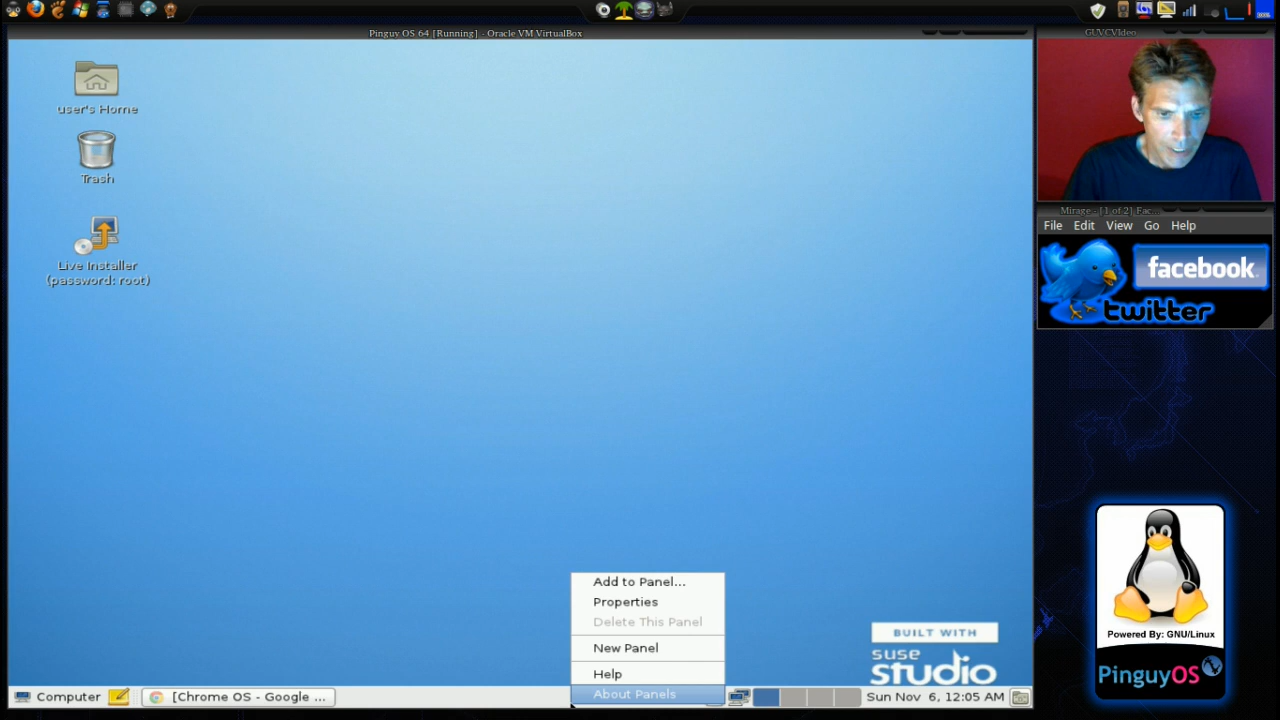 Pinguy OS 64 [Running] - Oracle VM VirtualBox
GUVCVIdeo
user's Home
Trash
Live Installer
(password: root)
Mirage - [1 of 2] Fac...
File Edit View Go Help
facebook
twitter
Add to Panel...
Properties
Delete This Panel
New Panel
Help
About Panels
BUILT WITH
suse
studio
Powered By: GNU/Linux
PinguyOS
Computer
[Chrome OS - Google ...
Sun Nov 6, 12:05 AM